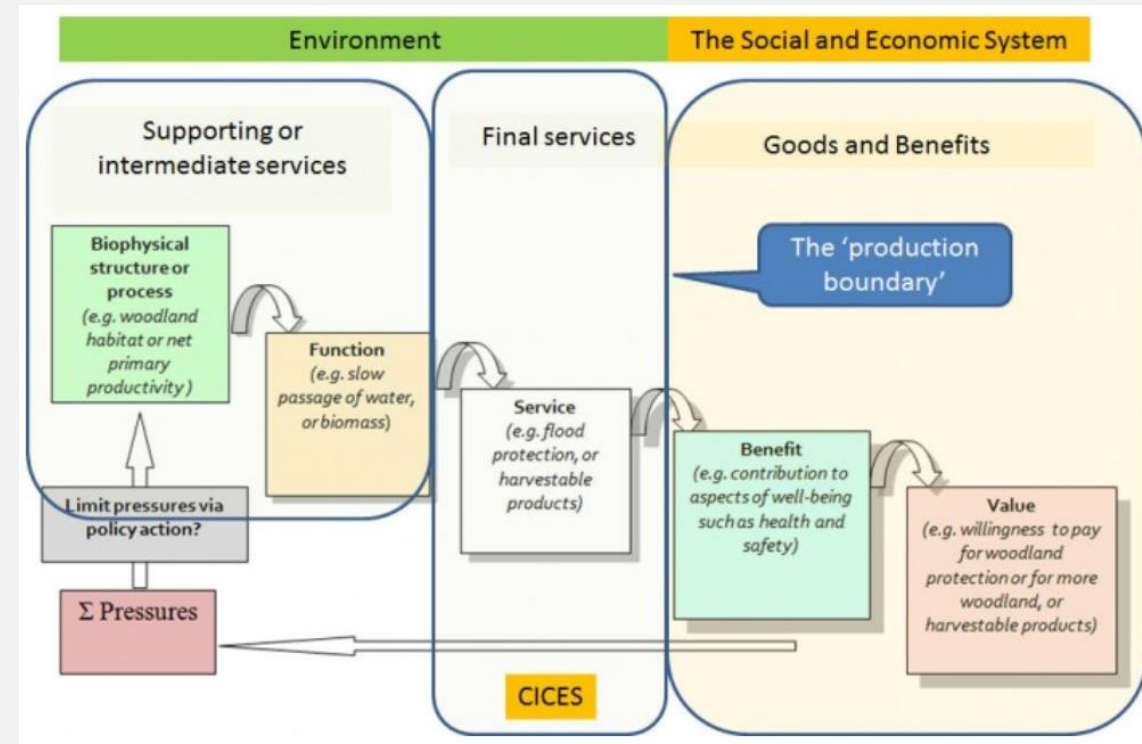 Environment
The Social and Economic System
Supporting or
intermediate services
Final services
Goods and Benefits
Biophysical
structure or
process
(e.g. woodland
habitat or net
primary
productivity)
Function
(e.g. slow
passage of water,
or biomass)
Service
(e.g. flood
protection, or
harvestable
products)
The ‘production
boundary’
Benefit
(e.g. contribution to
aspects of well-being
such as health and
safety)
Value
(e.g. willingness to pay
for woodland
protection or for more
woodland, or
harvestable products)
Limit pressures via
policy action?
Σ Pressures
CICES